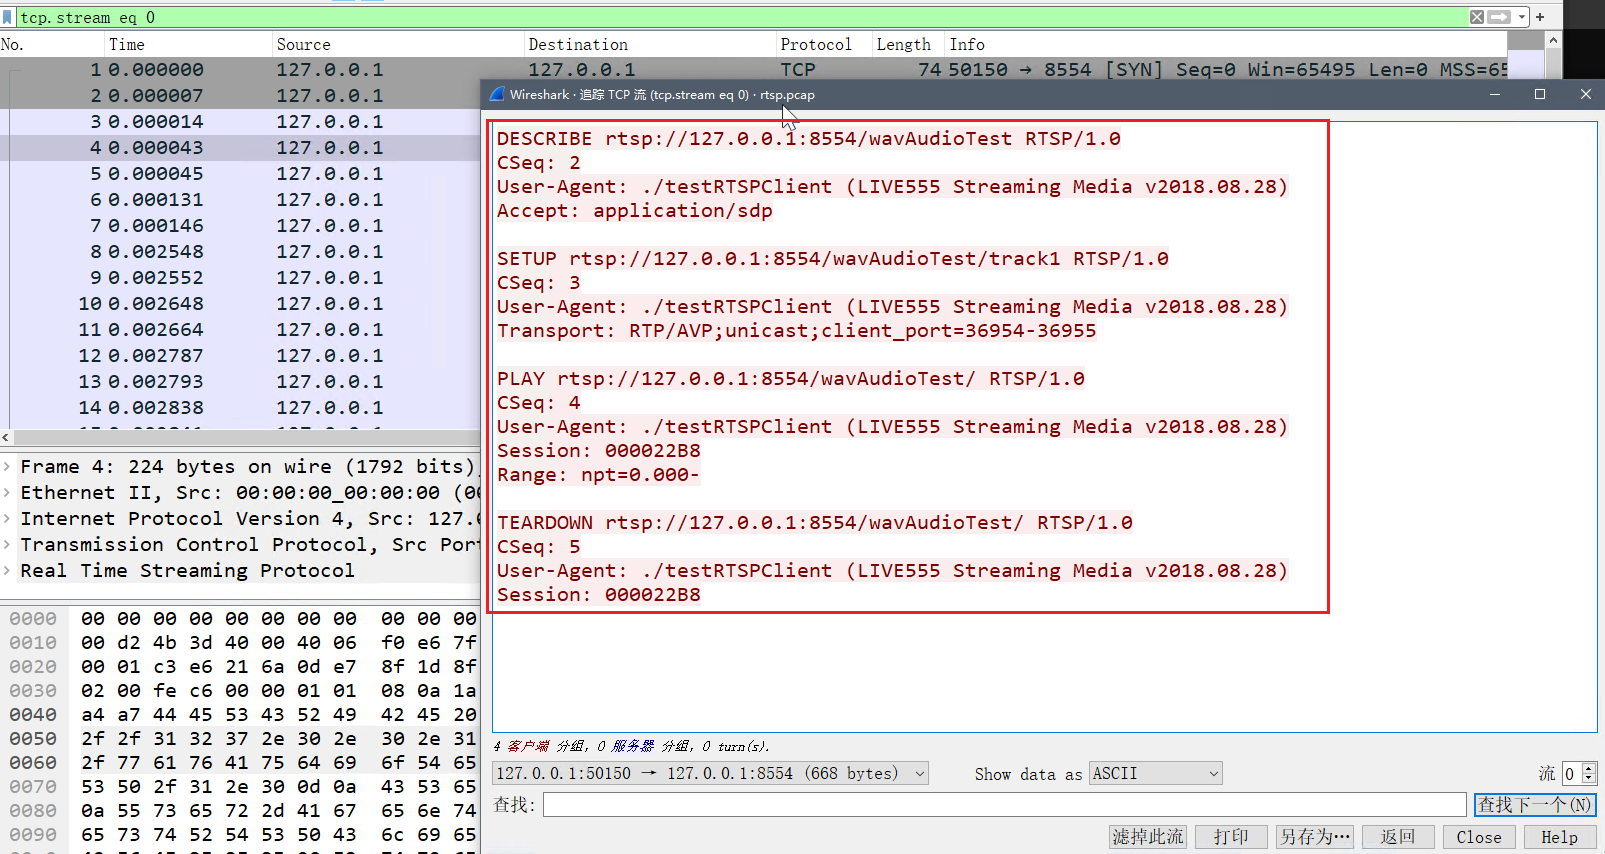 tcp.stream eq 0
No. Time Source Destination Protocol Length Info
1 0.000000 127.0.0.1 127.0.0.1 TCP 74 50150 → 8554 [SYN] Seq=0 Win=65495 Len=0 MSS=65
2 0.000007 127.0.0.1
3 0.000014 127.0.0.1
4 0.000043 127.0.0.1
5 0.000045 127.0.0.1
6 0.000131 127.0.0.1
7 0.000146 127.0.0.1
8 0.002548 127.0.0.1
9 0.002552 127.0.0.1
10 0.002648 127.0.0.1
11 0.002664 127.0.0.1
12 0.002787 127.0.0.1
13 0.002793 127.0.0.1
14 0.002838 127.0.0.1
Frame 4: 224 bytes on wire (1792 bits)
Ethernet II, Src: 00:00:00_00:00:00 (00
Internet Protocol Version 4, Src: 127.0
Transmission Control Protocol, Src Port
Real Time Streaming Protocol
0000 00 00 00 00 00 00 00 00 00 00 00
0010 00 d2 4b 3d 40 00 40 06 f0 e6 7f
0020 00 01 c3 e6 21 6a 0d e7 8f 1d 8f
0030 02 00 fe c6 00 00 01 01 08 0a 1a
0040 a4 a7 44 45 53 43 52 49 42 45 20
0050 2f 2f 31 32 37 2e 30 2e 30 2e 31
0060 2f 77 61 76 41 75 64 69 6f 54 65
0070 53 50 2f 31 2e 30 0d 0a 43 53 65
0080 0a 55 73 65 72 2d 41 67 65 6e 74
0090 65 73 74 52 54 53 50 43 6c 69 65
Wireshark · 追踪 TCP 流 (tcp.stream eq 0) · rtsp.pcap
DESCRIBE rtsp://127.0.0.1:8554/wavAudioTest RTSP/1.0
CSeq: 2
User-Agent: ./testRTSPClient (LIVE555 Streaming Media v2018.08.28)
Accept: application/sdp
SETUP rtsp://127.0.0.1:8554/wavAudioTest/track1 RTSP/1.0
CSeq: 3
User-Agent: ./testRTSPClient (LIVE555 Streaming Media v2018.08.28)
Transport: RTP/AVP;unicast;client_port=36954-36955
PLAY rtsp://127.0.0.1:8554/wavAudioTest/ RTSP/1.0
CSeq: 4
User-Agent: ./testRTSPClient (LIVE555 Streaming Media v2018.08.28)
Session: 000022B8
Range: npt=0.000-
TEARDOWN rtsp://127.0.0.1:8554/wavAudioTest/ RTSP/1.0
CSeq: 5
User-Agent: ./testRTSPClient (LIVE555 Streaming Media v2018.08.28)
Session: 000022B8
4 客户端 分组, 0 服务器 分组, 0 turn(s).
127.0.0.1:50150 → 127.0.0.1:8554 (668 bytes) Show data as ASCII 流 0
查找: 查找下一个(N)
滤掉此流 打印 另存为… 返回 Close Help